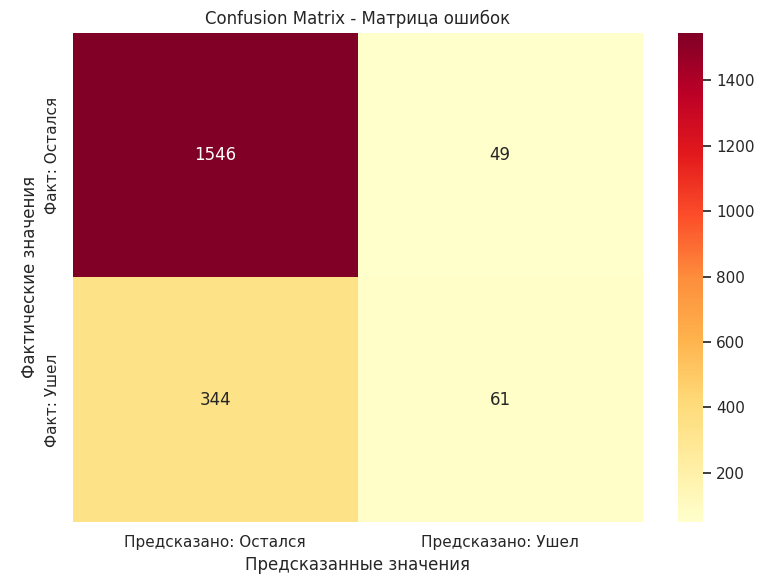 Confusion Matrix - Матрица ошибок
Фактические значения
Факт: Остался
Факт: Ушел
1546
49
344
61
1400
1200
1000
800
600
400
200
Предсказано: Остался
Предсказано: Ушел
Предсказанные значения